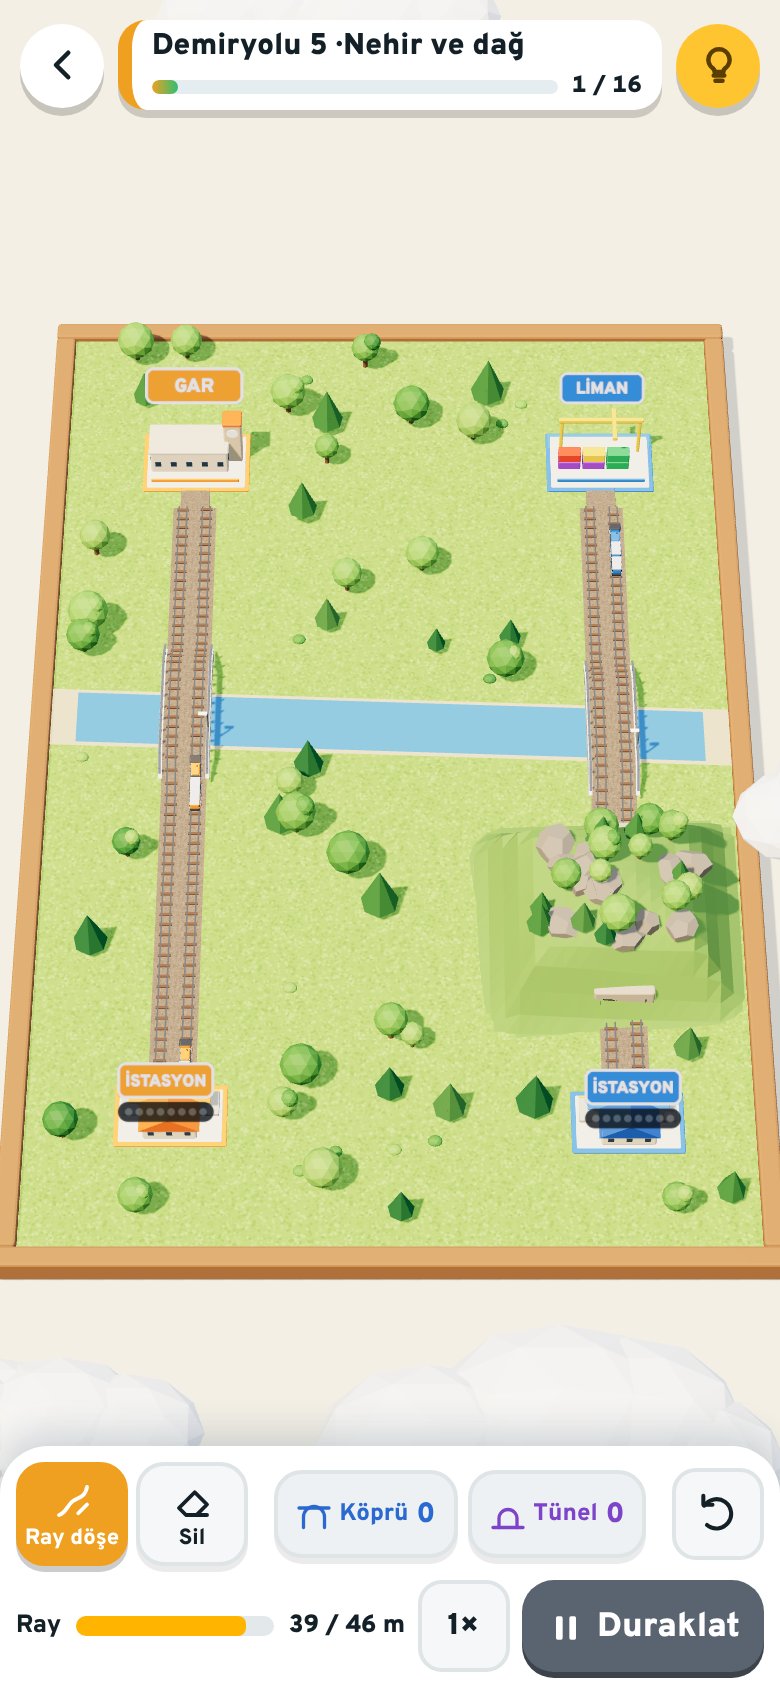 Demiryolu 5 ·Nehir ve dağ
1 / 16
GAR
LİMAN
İSTASYON
İSTASYON
Ray döşe
Sil
Köprü 0
Tünel 0
Ray
39 / 46 m
1×
Duraklat